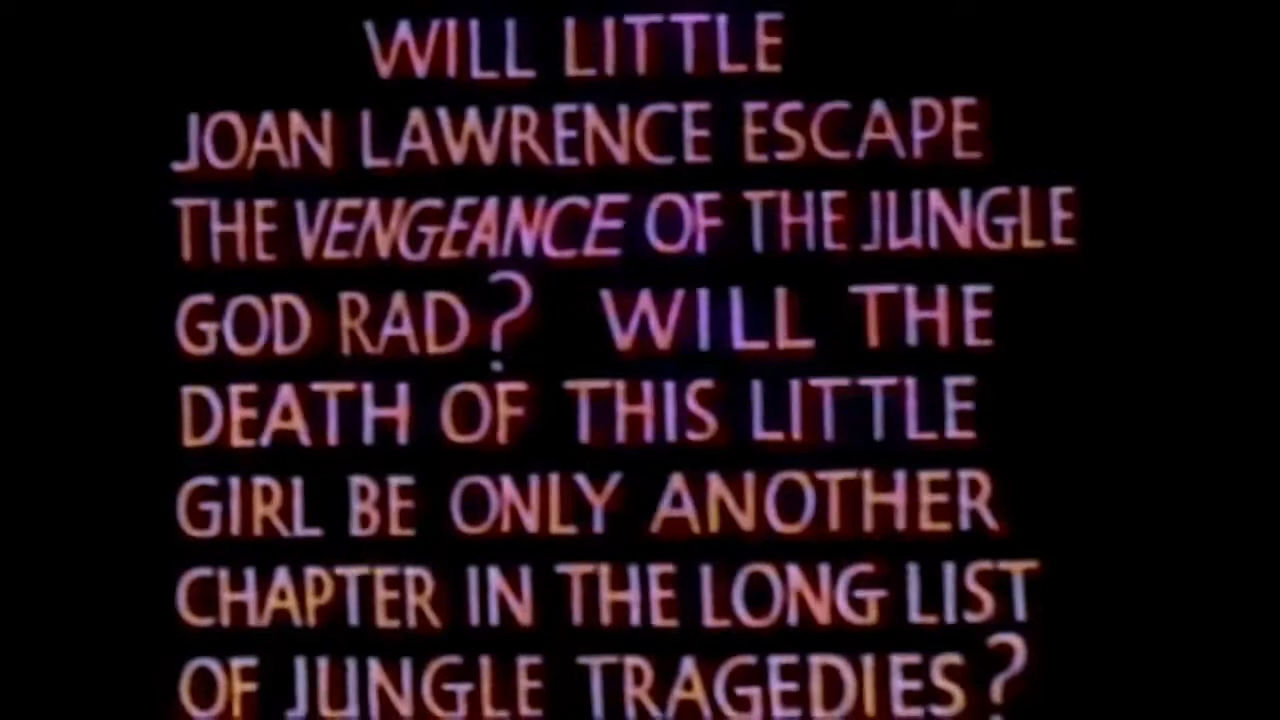 WILL LITTLE
JOAN LAWRENCE ESCAPE
THE VENGEANCE OF THE JUNGLE
GOD RAD? WILL THE
DEATH OF THIS LITTLE
GIRL BE ONLY ANOTHER
CHAPTER IN THE LONG LIST
OF JUNGLE TRAGEDIES?